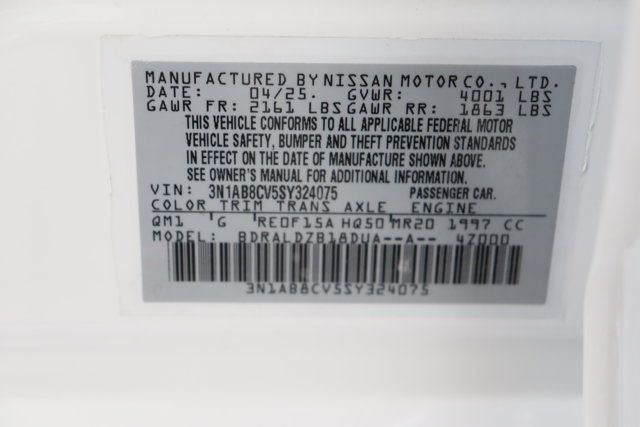 MANUFACTURED BY NISSAN MOTOR CO., LTD.
DATE: 04/25. GVWR: 4001 LBS
GAWR FR: 2161 LBS GAWR RR: 1863 LBS
THIS VEHICLE CONFORMS TO ALL APPLICABLE FEDERAL MOTOR
VEHICLE SAFETY, BUMPER, AND THEFT PREVENTION STANDARDS
IN EFFECT ON THE DATE OF MANUFACTURE SHOWN ABOVE.
SEE OWNER'S MANUAL FOR ADDITIONAL INFORMATION.
VIN: 3N1AB8CV5SY324075 PASSENGER CAR.
COLOR TRIM TRANS AXLE ENGINE
QM1 G RE0F15A HQ50 MR20 1997 CC
MODEL: BDRALDZB18DUA--A-- 4Z000
3N1AB8CV5SY324075